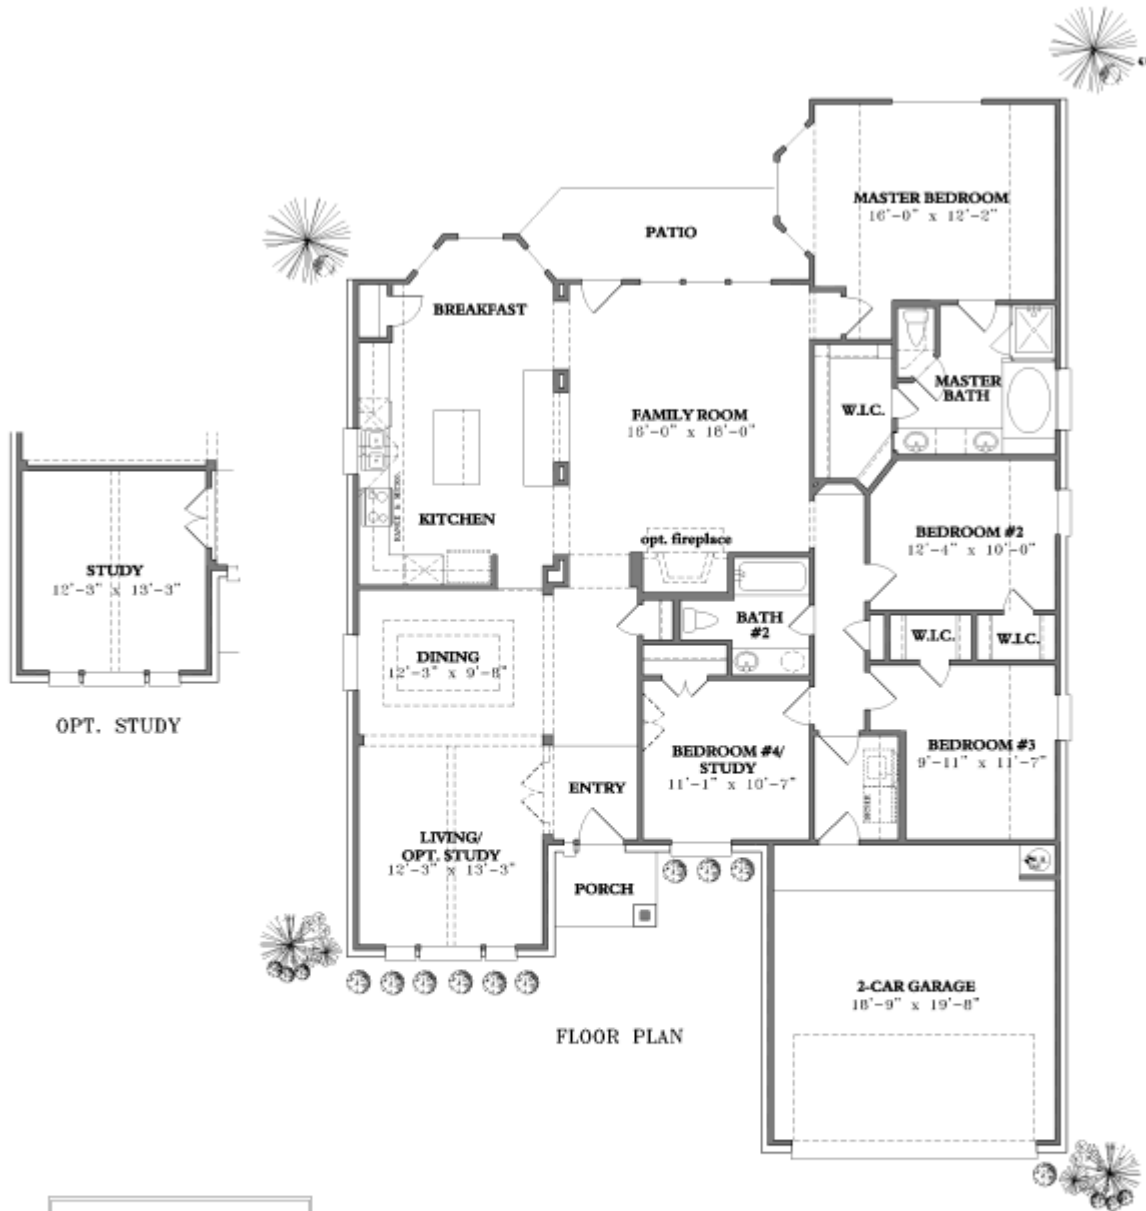 MASTER BEDROOM
16'-0" x 12'-2"
PATIO
BREAKFAST
FAMILY ROOM
16'-0" x 18'-0"
W.I.C.
MASTER
BATH
KITCHEN
RANGE & MICRO.
opt. fireplace
BEDROOM #2
12'-4" x 10'-0"
STUDY
12'-3" x 13'-3"
OPT. STUDY
BATH
#2
W.I.C.
W.I.C.
DINING
12'-3" x 9'-8"
BEDROOM #4/
STUDY
11'-1" x 10'-7"
BEDROOM #3
9'-11" x 11'-7"
ENTRY
LIVING/
OPT. STUDY
12'-3" x 13'-3"
PORCH
2-CAR GARAGE
18'-9" x 19'-8"
FLOOR PLAN